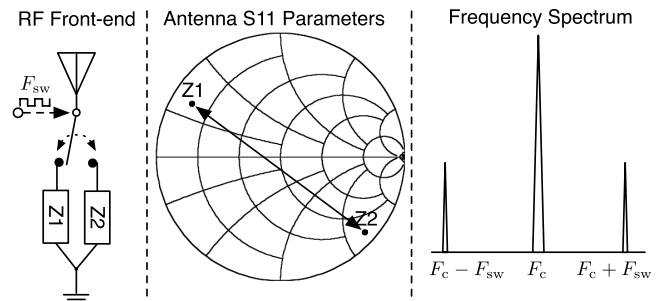 RF Front-end
Antenna S11 Parameters
Frequency Spectrum
F_sw
Z1
Z2
Z1
Z2
F_c − F_sw
F_c
F_c + F_sw